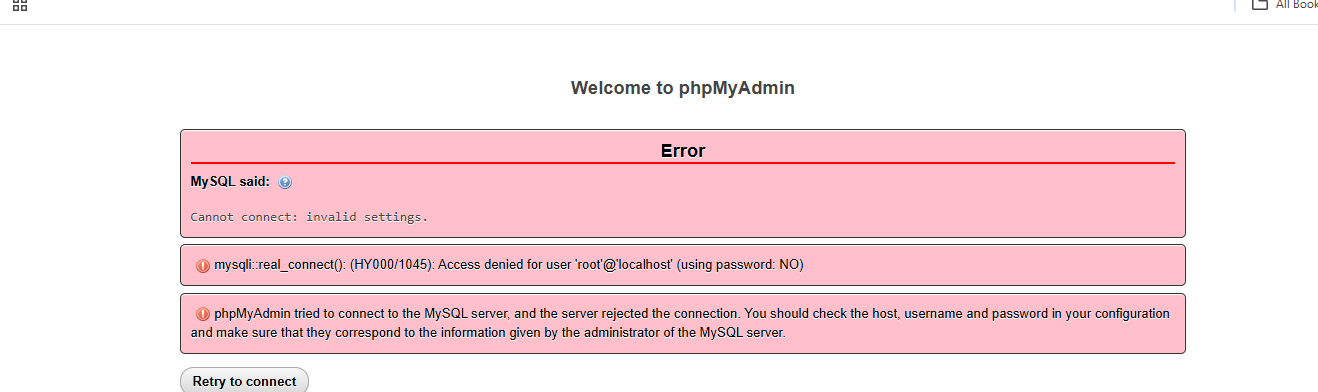 All Book
Welcome to phpMyAdmin
Error
MySQL said:
Cannot connect: invalid settings.
mysqli::real_connect(): (HY000/1045): Access denied for user 'root'@'localhost' (using password: NO)
phpMyAdmin tried to connect to the MySQL server, and the server rejected the connection. You should check the host, username and password in your configuration
and make sure that they correspond to the information given by the administrator of the MySQL server.
Retry to connect